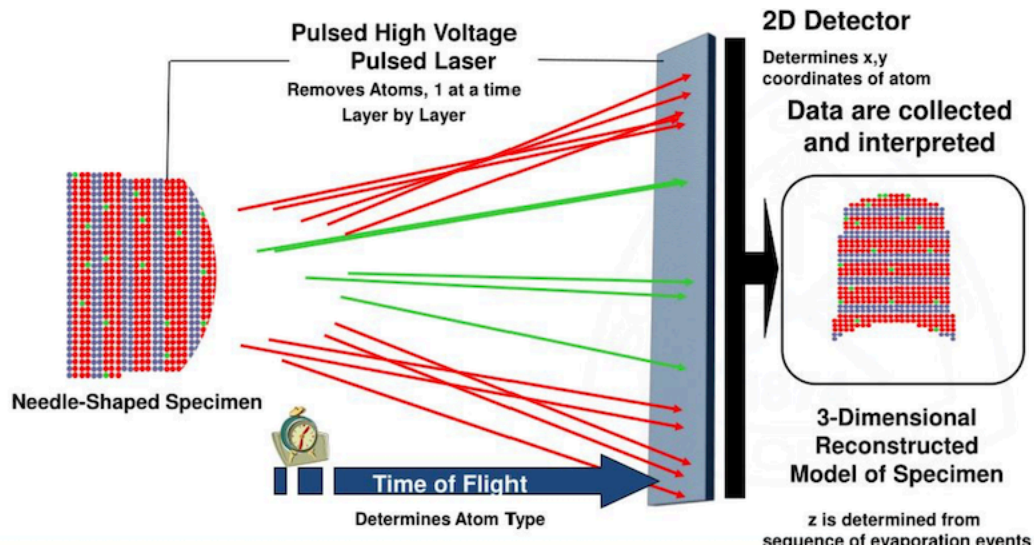 Pulsed High Voltage
Pulsed Laser
Removes Atoms, 1 at a time
Layer by Layer
2D Detector
Determines x,y
coordinates of atom
Data are collected
and interpreted
Needle-Shaped Specimen
Time of Flight
Determines Atom Type
3-Dimensional
Reconstructed
Model of Specimen
z is determined from
sequence of evaporation events